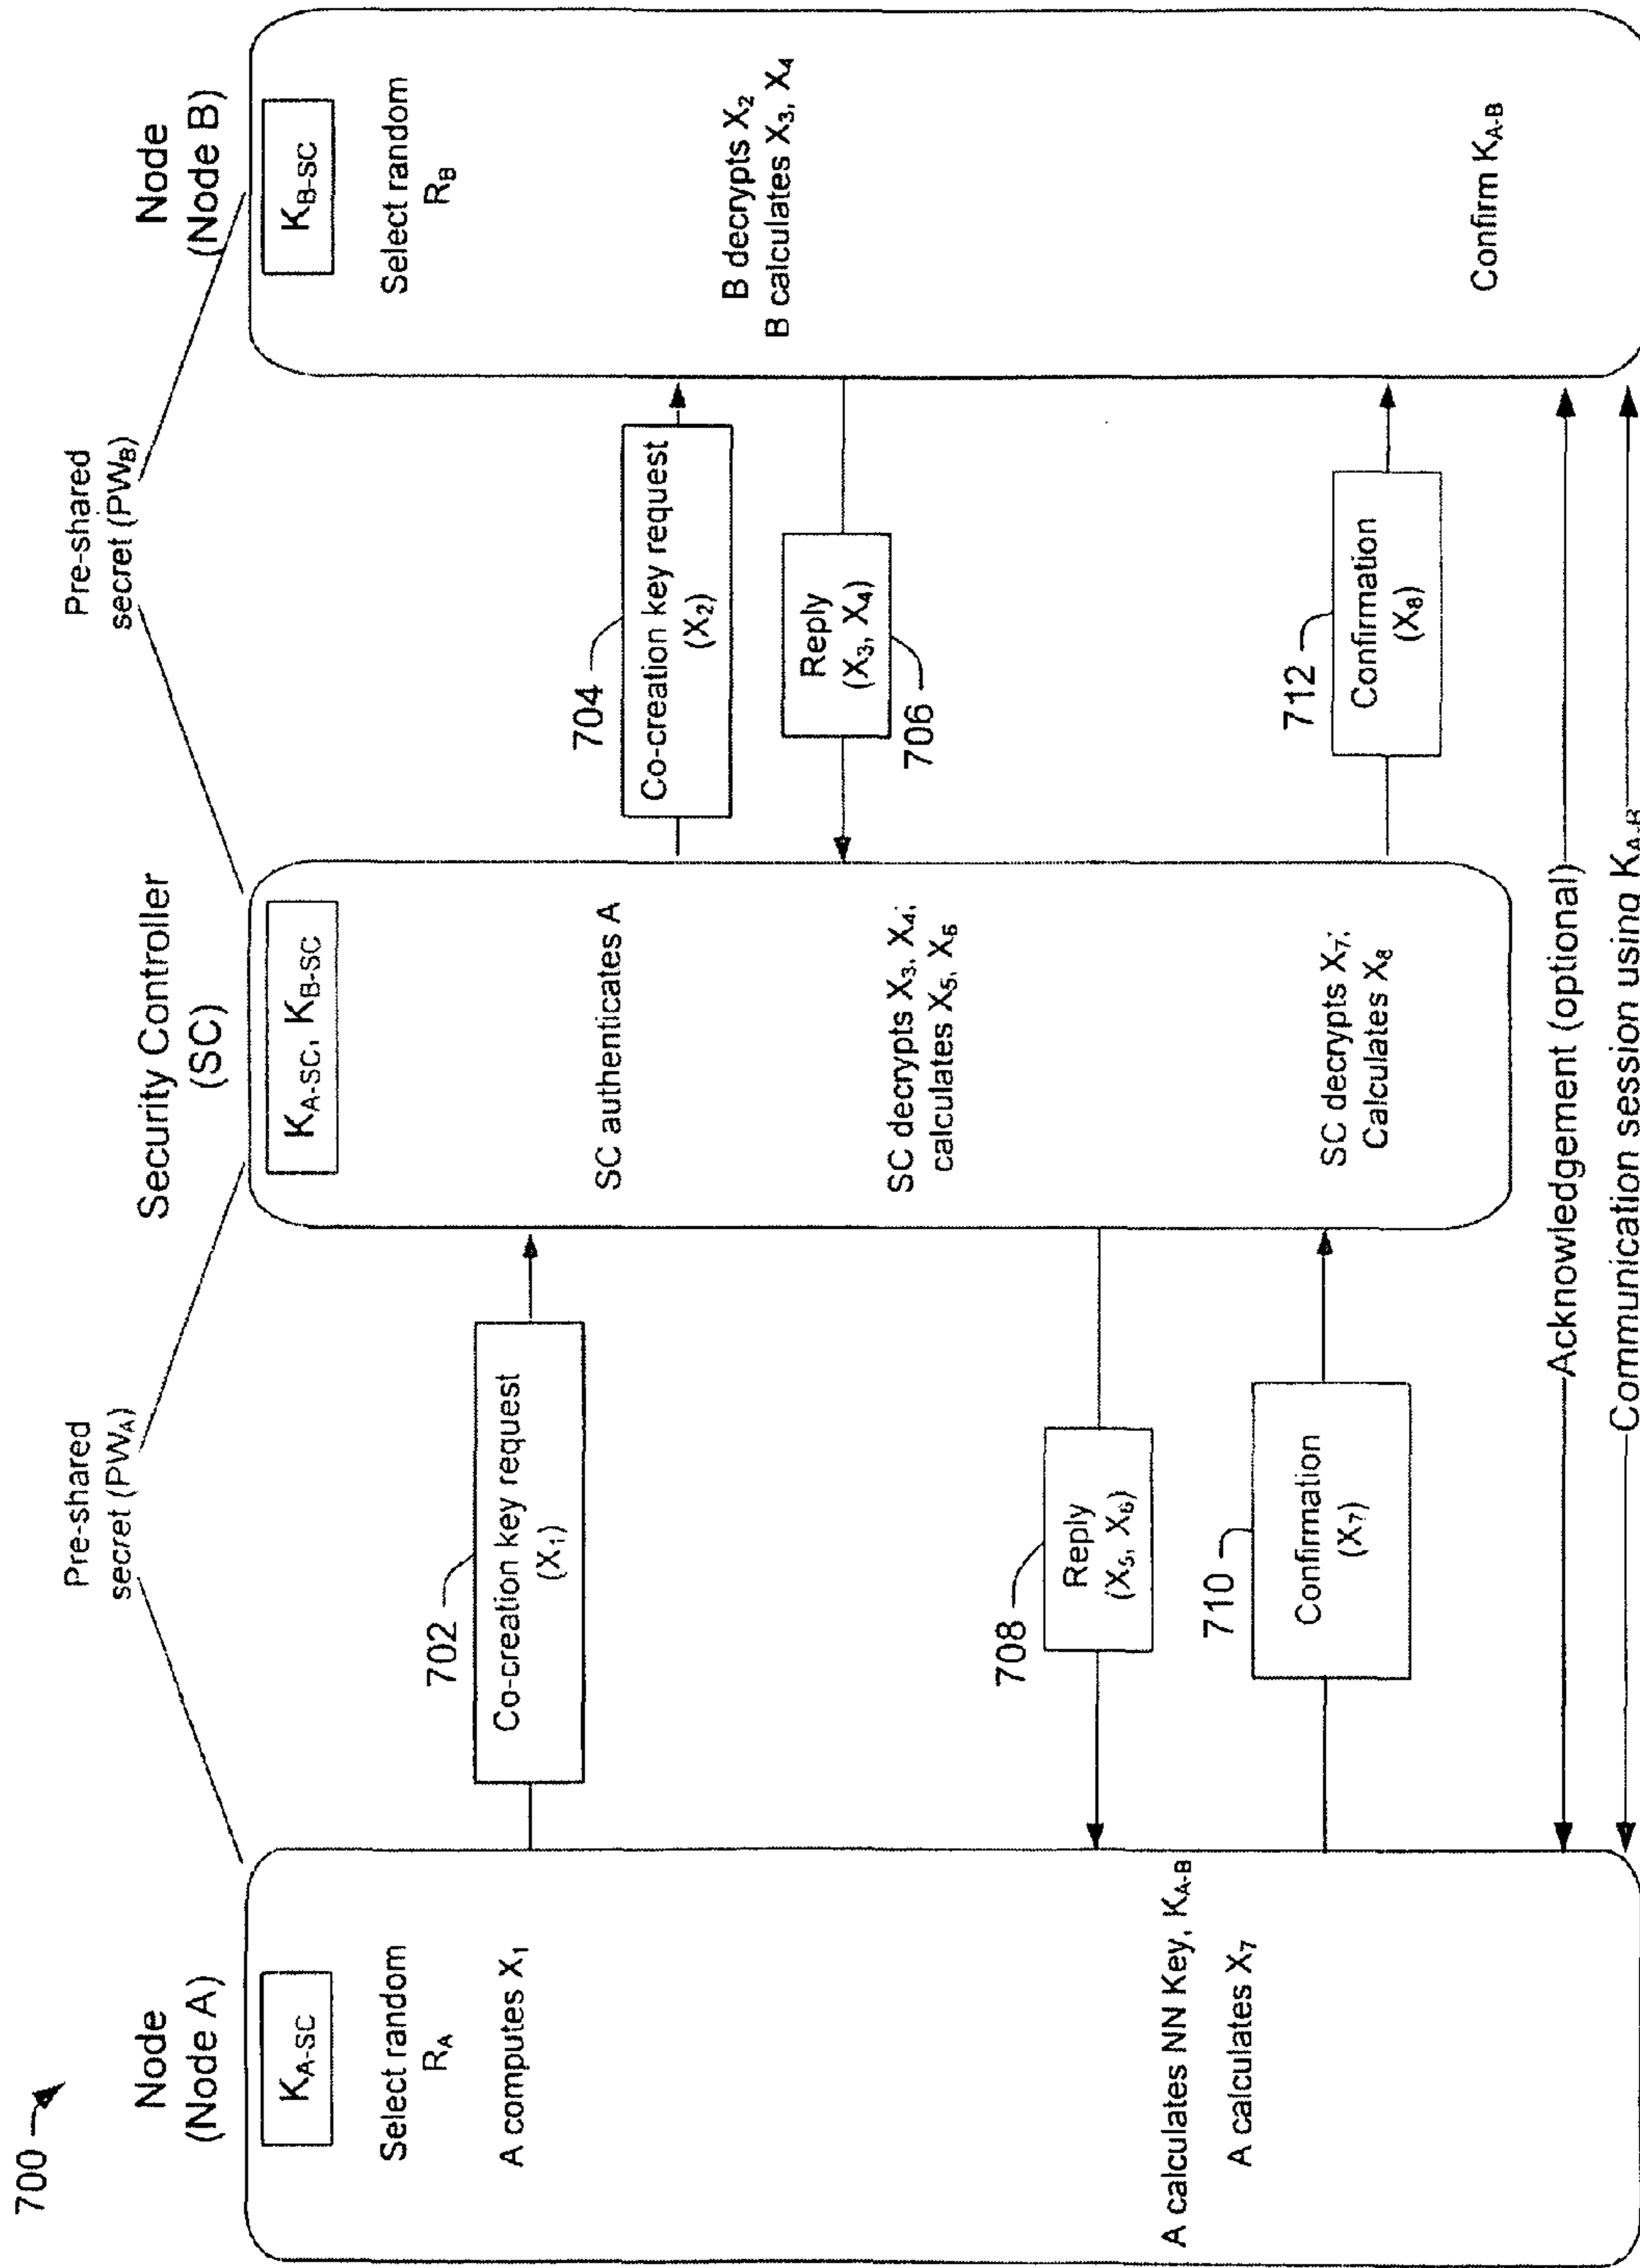 700
Pre-shared
secret (PWA)
Pre-shared
secret (PWB)
Node
(Node A)
Security Controller
(SC)
Node
(Node B)
KA-SC
KA-SC, KB-SC
KB-SC
Select random
RA
Select random
RB
A computes X1
702
Co-creation key request
(X1)
SC authenticates A
704
Co-creation key request
(X2)
B decrypts X2
B calculates X3, X4
Reply
(X3, X4)
706
SC decrypts X3, X4;
calculates X5, X6
708
Reply
(X5, X6)
A calculates NN Key, KA-B
A calculates X7
710
Confirmation
(X7)
SC decrypts X7;
Calculates X8
712
Confirmation
(X8)
Confirm KA-B
Acknowledgement (optional)
Communication session using KA-B